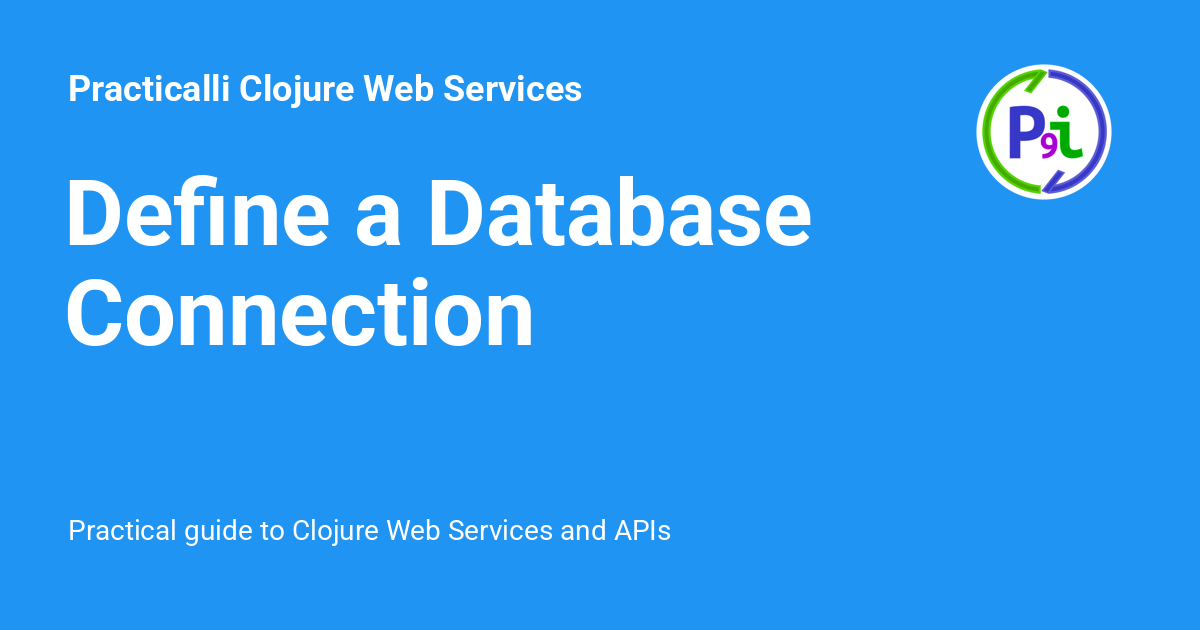 Practicalli Clojure Web Services
P9i
Define a Database
Connection
Practical guide to Clojure Web Services and APIs